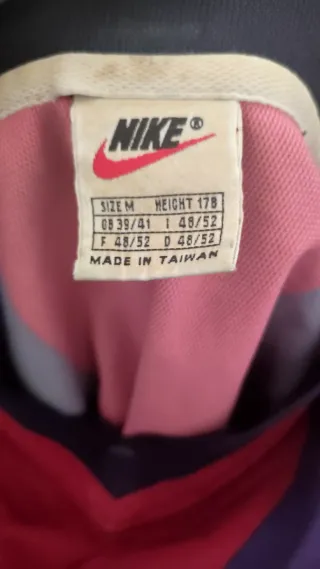 NIKE®
SIZE M HEIGHT 178
GB 39/41 I 48/52
F 48/52 D 48/52
MADE IN TAIWAN